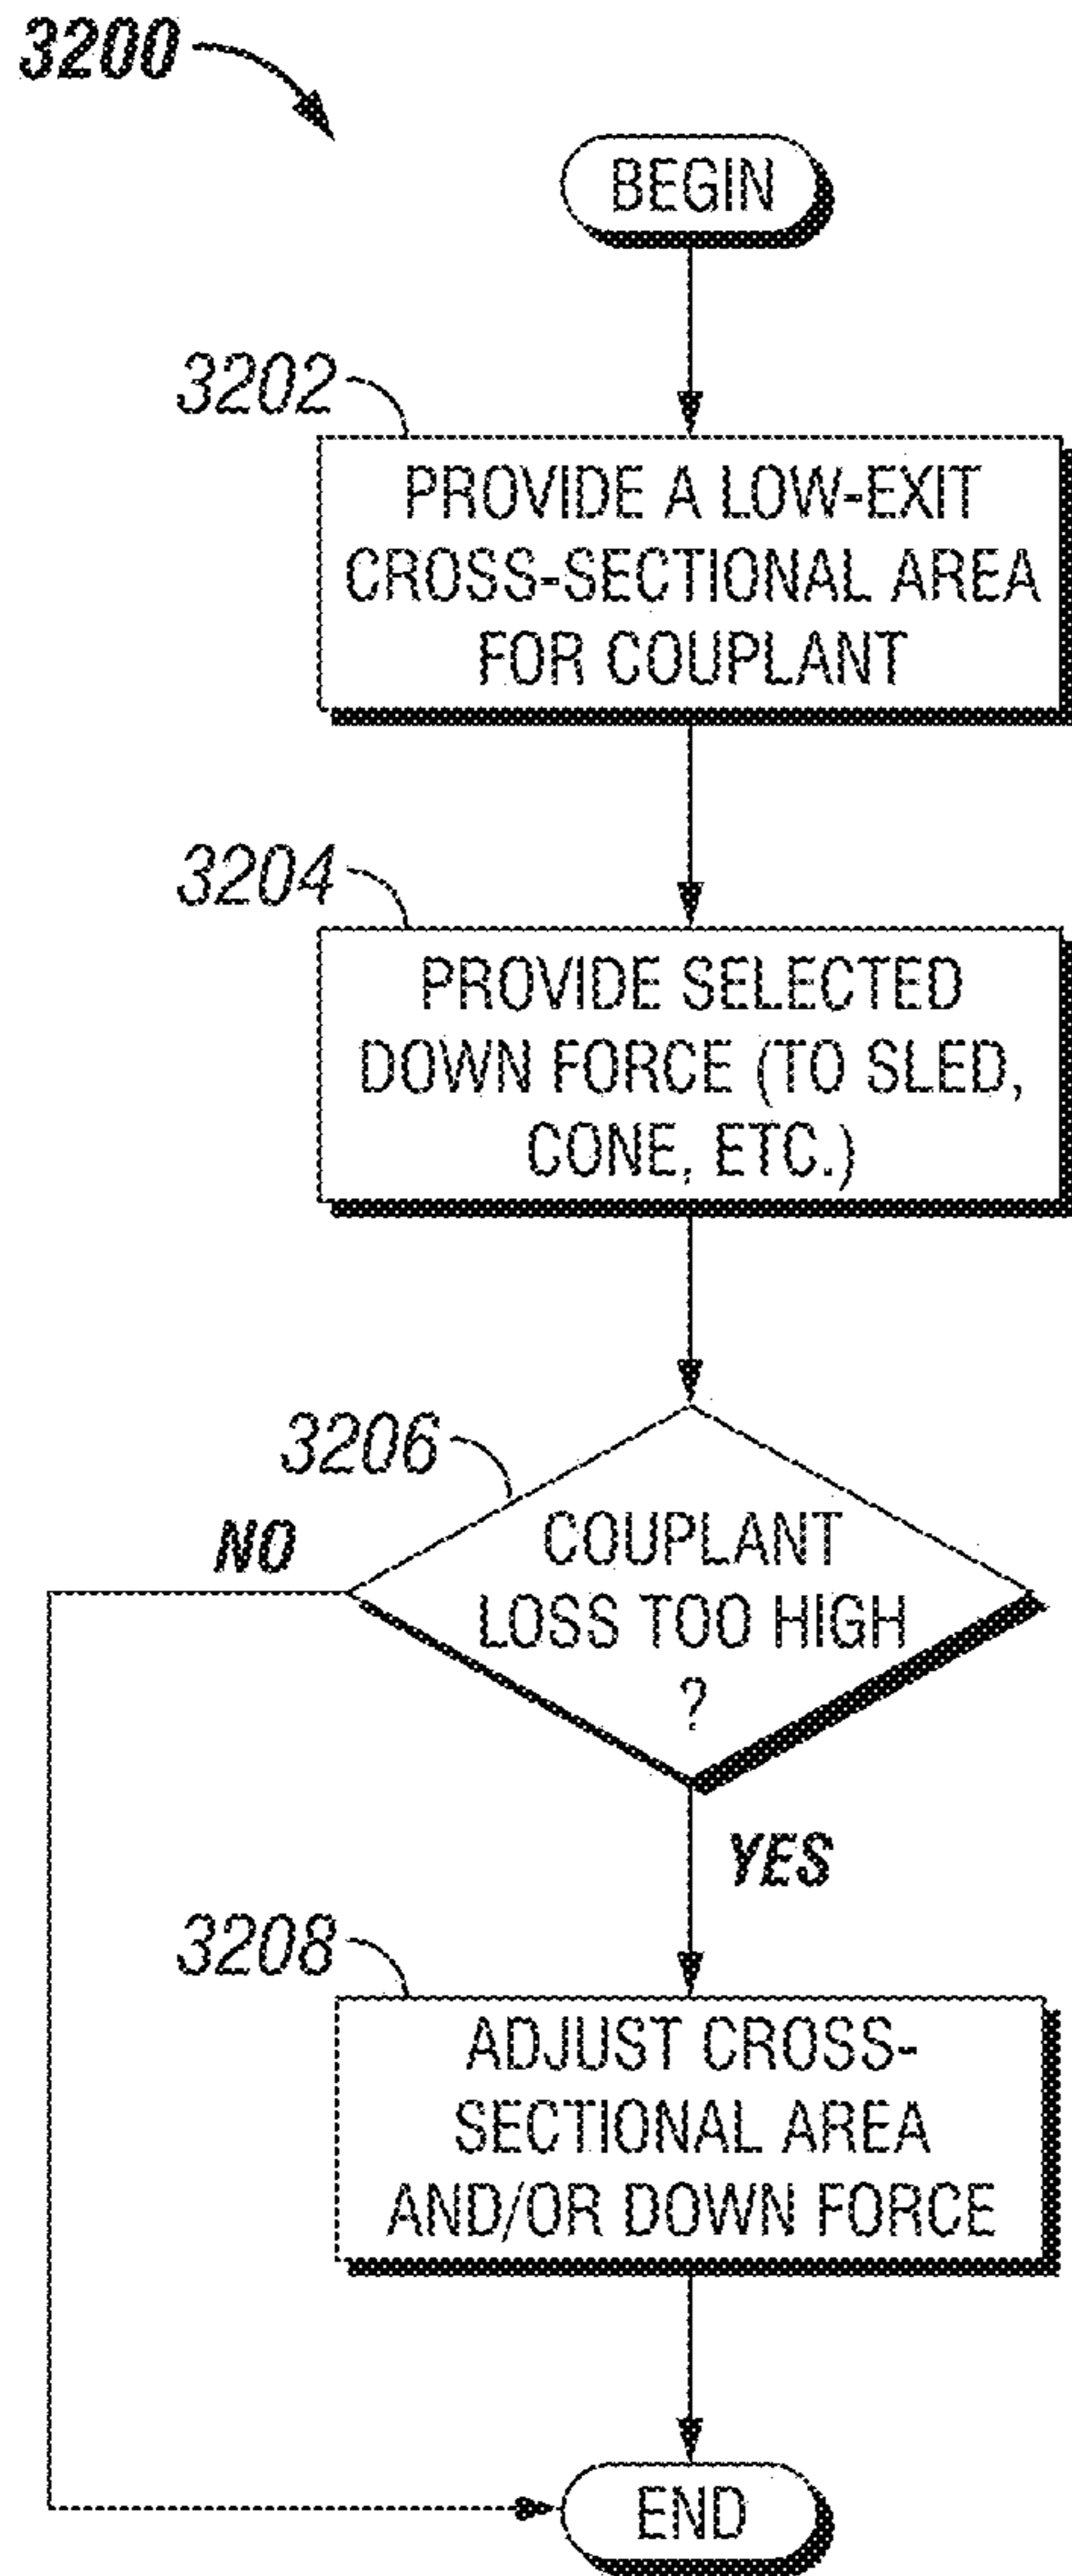 3200
BEGIN
3202
PROVIDE A LOW-EXIT
CROSS-SECTIONAL AREA
FOR COUPLANT
3204
PROVIDE SELECTED
DOWN FORCE (TO SLED,
CONE, ETC.)
3206
NO
COUPLANT
LOSS TOO HIGH
?
YES
3208
ADJUST CROSS-
SECTIONAL AREA
AND/OR DOWN FORCE
END